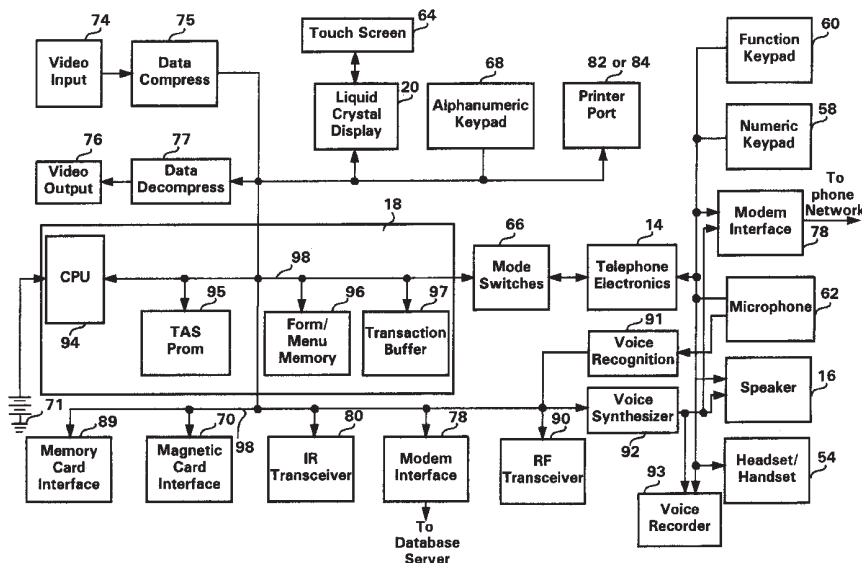 74
75
Video
Input
Data
Compress
Touch Screen
64
Liquid
Crystal
Display
20
68
Alphanumeric
Keypad
82 or 84
Printer
Port
Function
Keypad
60
Numeric
Keypad
58
76
77
Video
Output
Data
Decompress
To
phone
Network
Modem
Interface
78
18
CPU
94
98
95
TAS
Prom
96
Form/
Menu
Memory
97
Transaction
Buffer
66
Mode
Switches
14
Telephone
Electronics
Microphone
62
91
Voice
Recognition
Speaker
16
Voice
Synthesizer
92
71
89
Memory
Card
Interface
70
Magnetic
Card
Interface
98
80
IR
Transceiver
78
Modem
Interface
To
Database
Server
90
RF
Transceiver
93
Voice
Recorder
Headset/
Handset
54